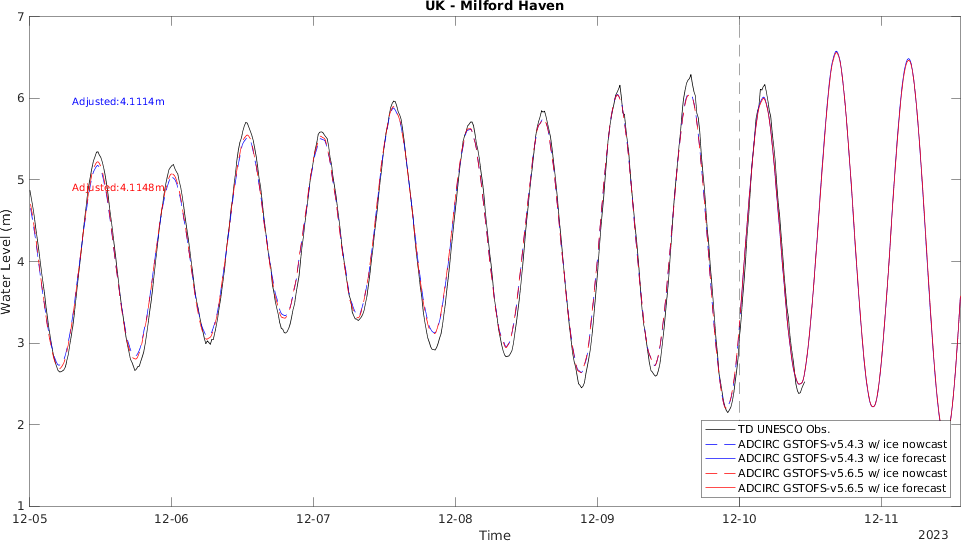 UK - Milford Haven
7
6
5
4
3
2
1
Water Level (m)
Adjusted:4.1114m
Adjusted:4.1148m
TD UNESCO Obs.
ADCIRC GSTOFS-v5.4.3 w/ ice nowcast
ADCIRC GSTOFS-v5.4.3 w/ ice forecast
ADCIRC GSTOFS-v5.6.5 w/ ice nowcast
ADCIRC GSTOFS-v5.6.5 w/ ice forecast
12-05 12-06 12-07 12-08 12-09 12-10 12-11
Time
2023